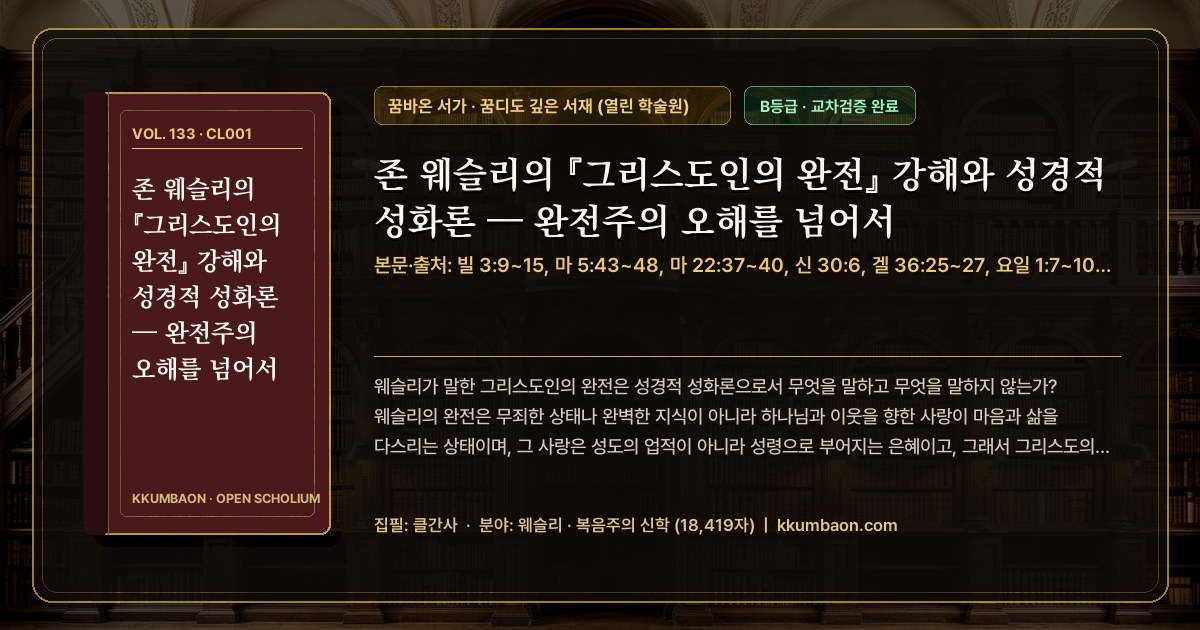 VOL. 133 · CL001
존 웨슬리의
『그리스도인의
완전』 강해와
성경적 성화론
— 완전주의
오해를 넘어서
KKUMBAON · OPEN SCHOLIUM
꿈바온 서가 · 꿈디도 깊은 서재 (열린 학술원)
B등급 · 교차검증 완료
존 웨슬리의 『그리스도인의 완전』 강해와 성경적
성화론 — 완전주의 오해를 넘어서
본문·출처: 빌 3:9~15, 마 5:43~48, 마 22:37~40, 신 30:6, 겔 36:25~27, 요일 1:7~10...
웨슬리가 말한 그리스도인의 완전은 성경적 성화론으로서 무엇을 말하고 무엇을 말하지 않는가?
웨슬리의 완전은 무죄한 상태나 완벽한 지식이 아니라 하나님과 이웃을 향한 사랑이 마음과 삶을
다스리는 상태이며, 그 사랑은 성도의 업적이 아니라 성령으로 부어지는 은혜이고, 그래서 그리스도의...
집필: 클간사 · 분야: 웨슬리 · 복음주의 신학 (18,419자) | kkumbaon.com